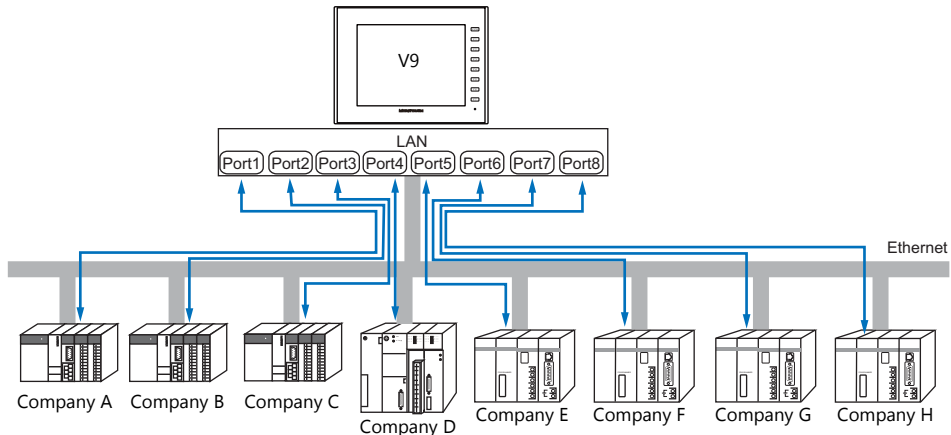 V9
LAN
Port1 Port2 Port3 Port4 Port5 Port6 Port7 Port8
Ethernet
Company A Company B Company C Company D Company E Company F Company G Company H